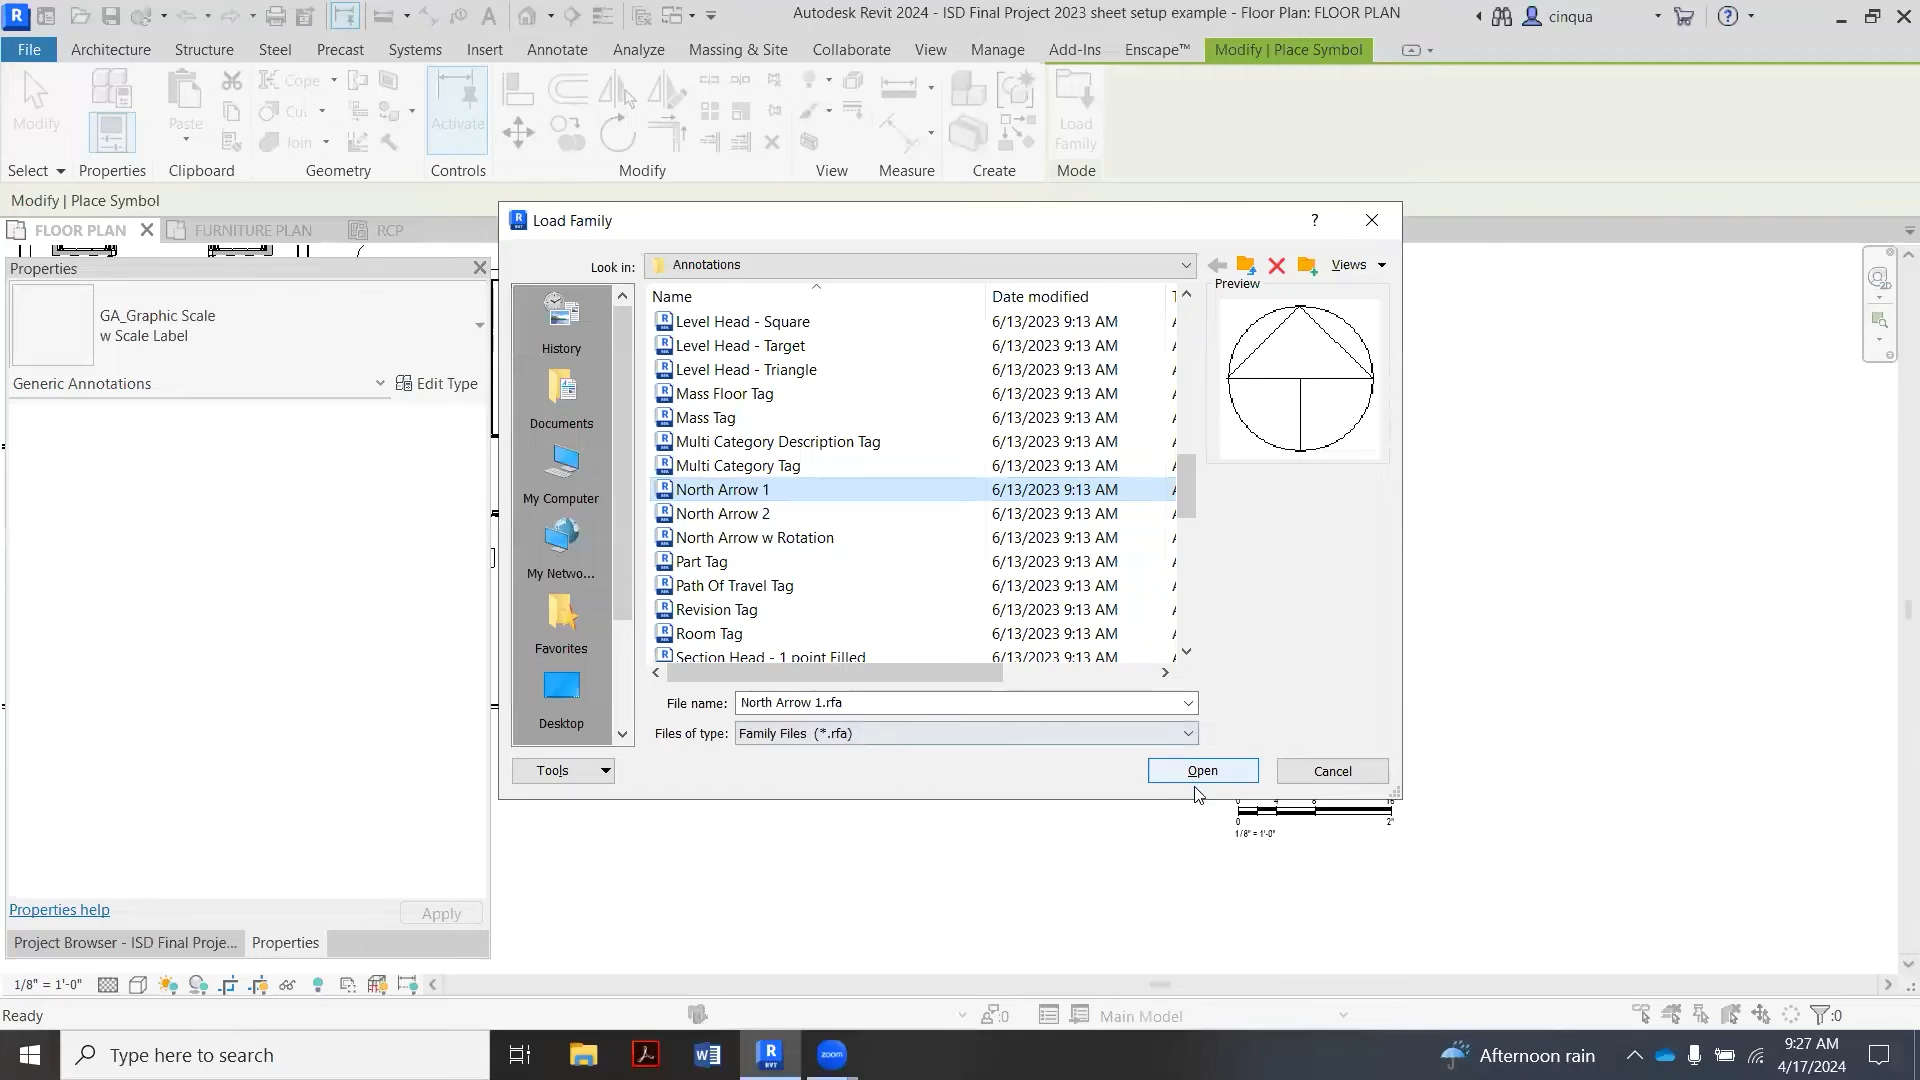 Autodesk Revit 2024 - ISD Final Project 2023 sheet setup example - Floor Plan: FLOOR PLAN
cinqua
File Architecture Structure Steel Precast Systems Insert Annotate Analyze Massing & Site Collaborate View Manage Add-Ins Enscape™ Modify | Place Symbol
Modify
Paste
Cope
Cut
Join
Activate
Load
Family
Select Properties Clipboard Geometry Controls Modify View Measure Create Mode
Modify | Place Symbol
FLOOR PLAN
FURNITURE PLAN
RCP
Properties
GA_Graphic Scale
w Scale Label
Generic Annotations
Edit Type
Properties help
Apply
Project Browser - ISD Final Proje...
Properties
Load Family
?
Look in:
Annotations
Views
Preview
History
Documents
My Computer
My Netwo...
Favorites
Desktop
Name Date modified
Level Head - Square 6/13/2023 9:13 AM
Level Head - Target 6/13/2023 9:13 AM
Level Head - Triangle 6/13/2023 9:13 AM
Mass Floor Tag 6/13/2023 9:13 AM
Mass Tag 6/13/2023 9:13 AM
Multi Category Description Tag 6/13/2023 9:13 AM
Multi Category Tag 6/13/2023 9:13 AM
North Arrow 1 6/13/2023 9:13 AM
North Arrow 2 6/13/2023 9:13 AM
North Arrow w Rotation 6/13/2023 9:13 AM
Part Tag 6/13/2023 9:13 AM
Path Of Travel Tag 6/13/2023 9:13 AM
Revision Tag 6/13/2023 9:13 AM
Room Tag 6/13/2023 9:13 AM
Section Head - 1 point Filled 6/13/2023 9:13 AM
File name: North Arrow 1.rfa
Files of type: Family Files (*.rfa)
Tools
Open
Cancel
0 2"
1/8" = 1'-0"
1/8" = 1'-0"
Ready
:0
Main Model
:0
Type here to search
zoom
Afternoon rain
9:27 AM
4/17/2024